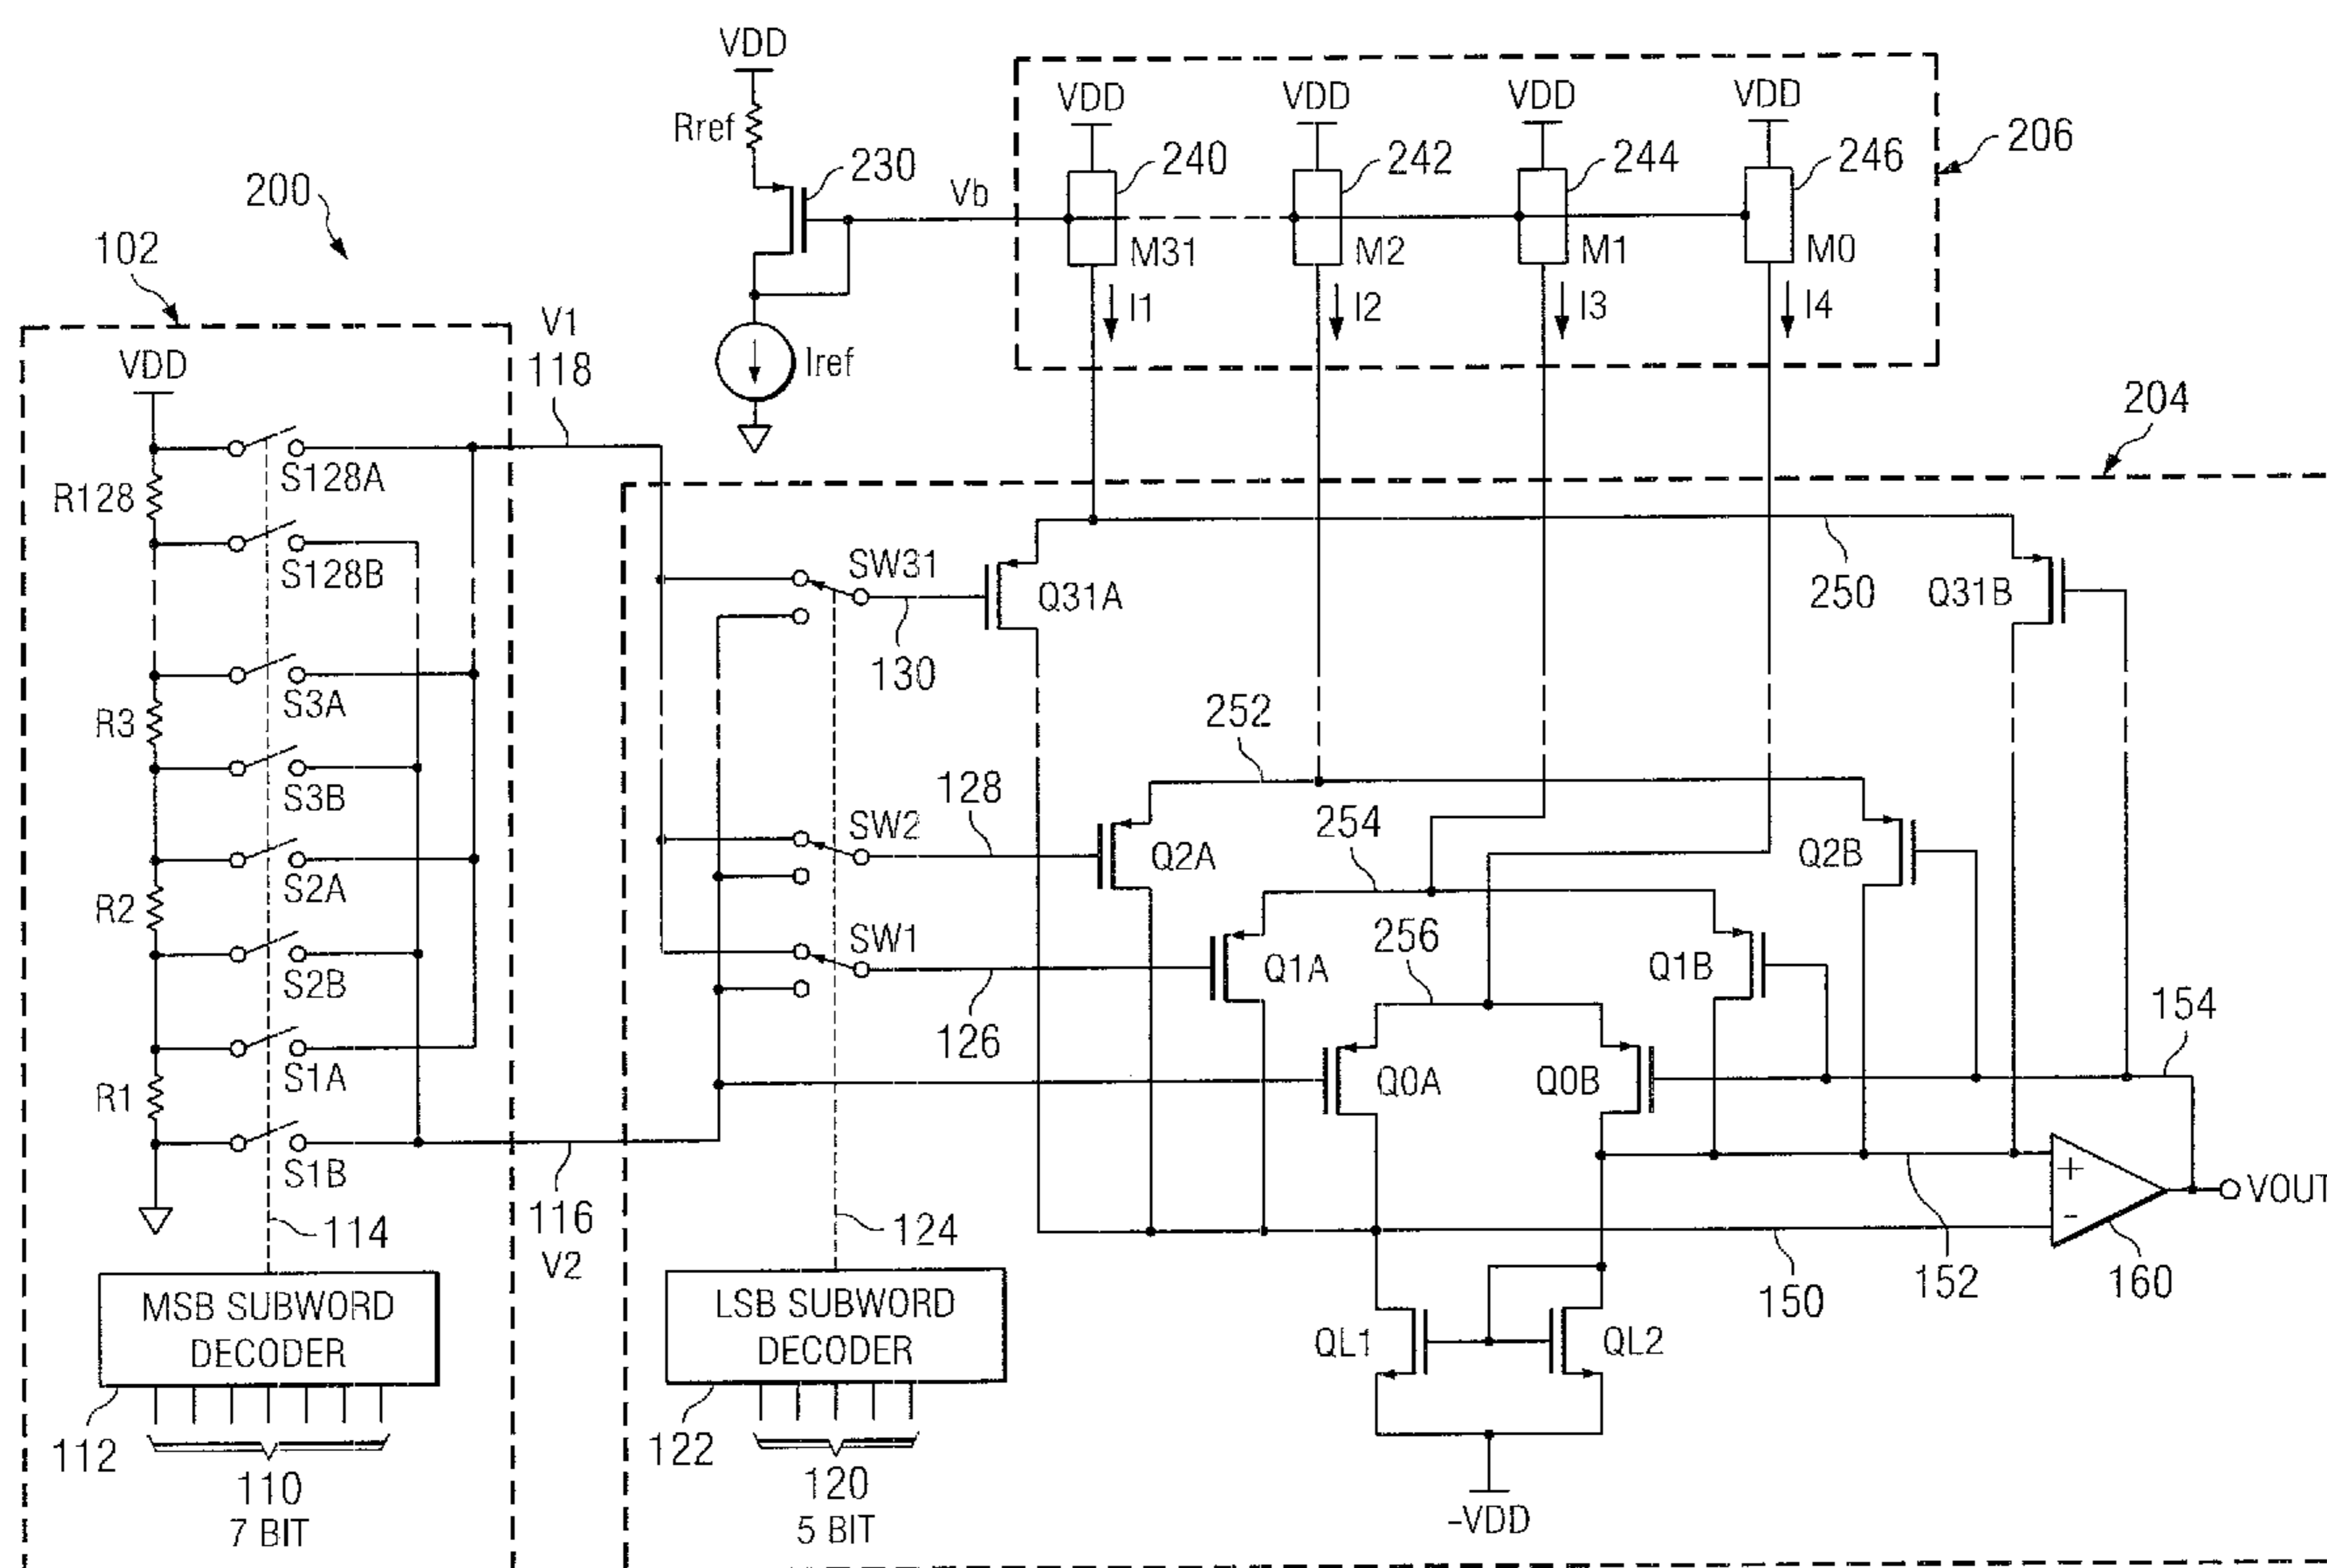 VDD
Rref
230
Vb
Iref
VDD
VDD
VDD
VDD
240
242
244
246
206
M31
M2
M1
M0
I1
I2
I3
I4
200
102
VDD
V1
118
204
R128
S128A
S128B
R3
S3A
S3B
S2A
R2
S2B
S1A
R1
S1B
116
V2
114
MSB SUBWORD
DECODER
112
110
7 BIT
SW31
130
Q31A
250
Q31B
252
SW2
128
Q2A
254
Q2B
SW1
126
Q1A
256
Q1B
154
Q0A
Q0B
+
-
VOUT
124
150
152
160
LSB SUBWORD
DECODER
122
120
5 BIT
QL1
QL2
-VDD